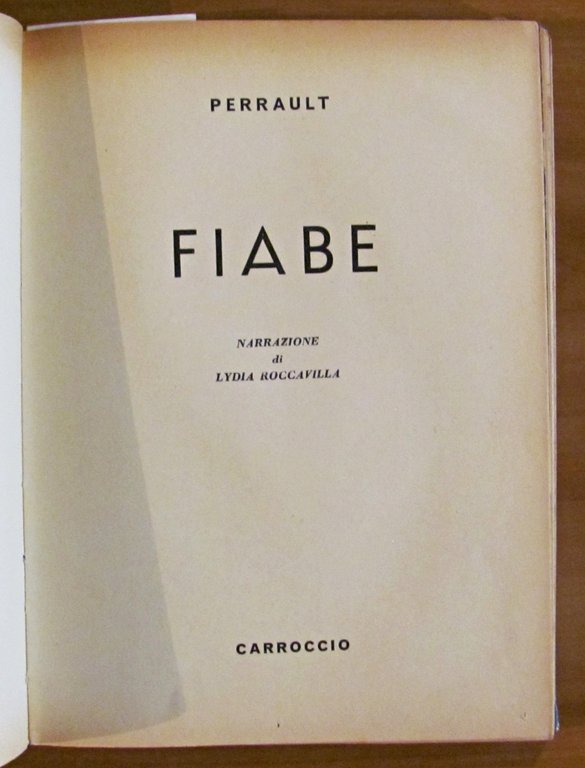 PERRAULT
FIABE
NARRAZIONE
di
LYDIA ROCCAVILLA
CARROCCIO